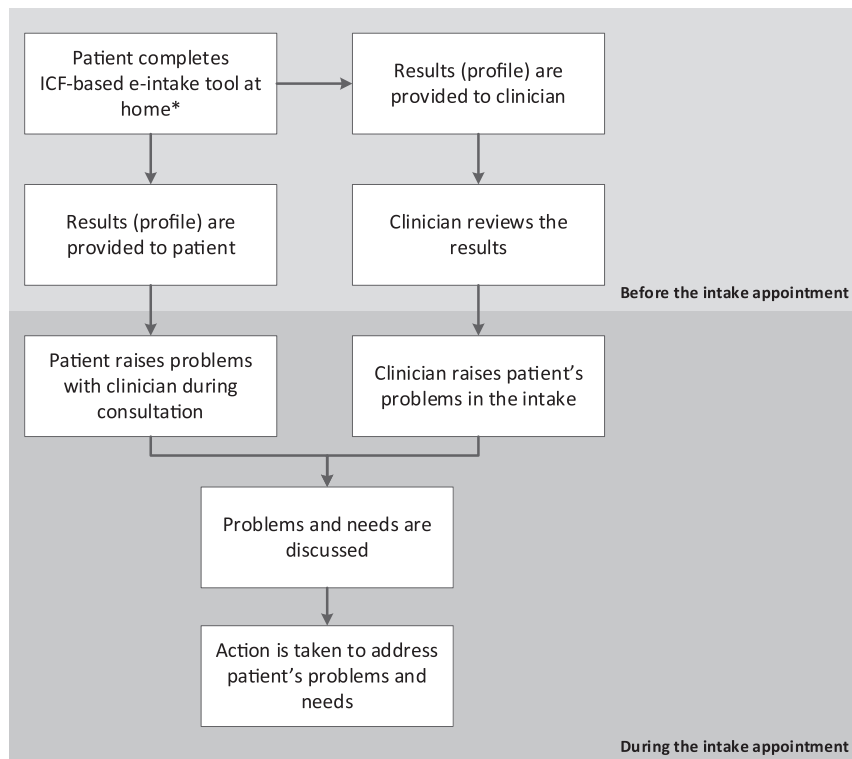 Patient completes
ICF-based e-intake tool at
home*
Results (profile) are
provided to clinician
Results (profile) are
provided to patient
Clinician reviews the
results
Before the intake appointment
Patient raises problems
with clinician during
consultation
Clinician raises patient’s
problems in the intake
Problems and needs are
discussed
Action is taken to address
patient’s problems and
needs
During the intake appointment